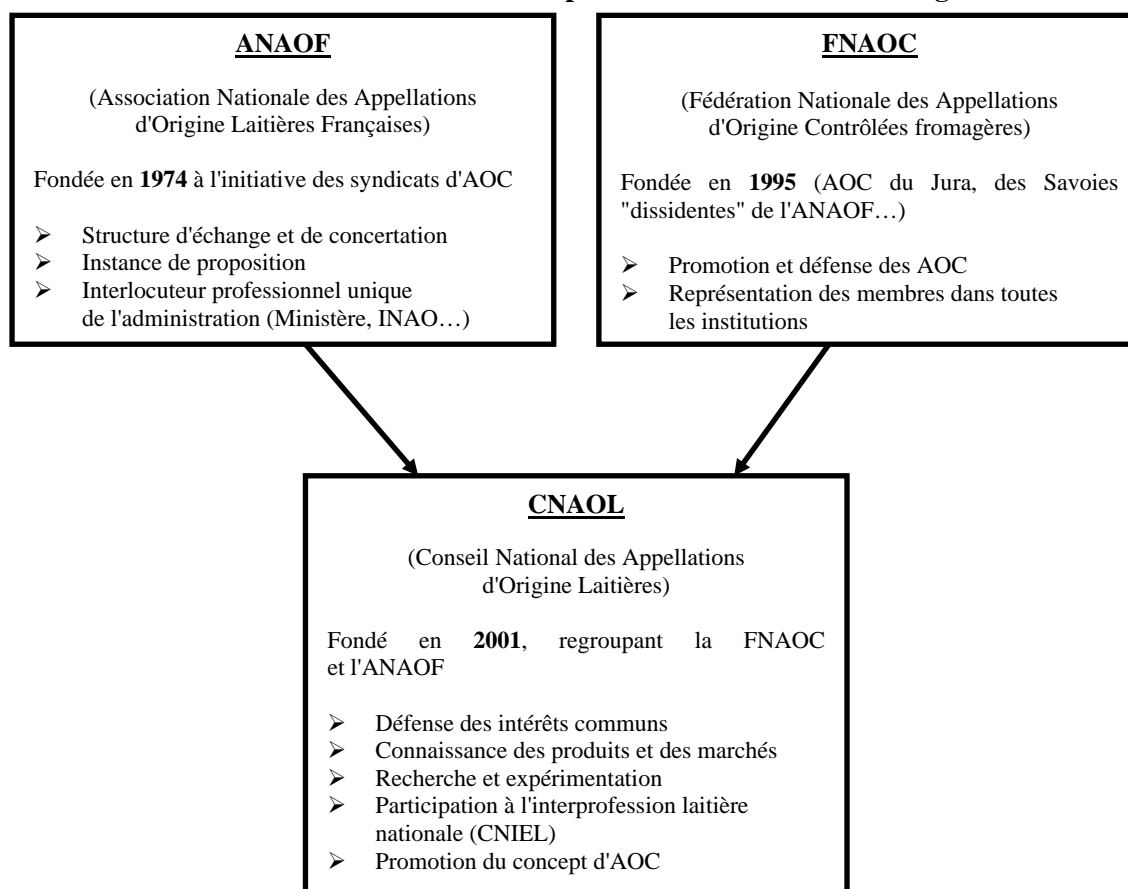 ANAOF
(Association Nationale des Appellations
d'Origine Laitières Françaises)
Fondée en 1974 à l'initiative des syndicats d'AOC
➢ Structure d'échange et de concertation
➢ Instance de proposition
➢ Interlocuteur professionnel unique
de l'administration (Ministère, INAO…)
FNAOC
(Fédération Nationale des Appellations
d'Origine Contrôlées fromagères)
Fondée en 1995 (AOC du Jura, des Savoies
"dissidentes" de l'ANAOF…)
➢ Promotion et défense des AOC
➢ Représentation des membres dans toutes
les institutions
CNAOL
(Conseil National des Appellations
d'Origine Laitières)
Fondé en 2001, regroupant la FNAOC
et l'ANAOF
➢ Défense des intérêts communs
➢ Connaissance des produits et des marchés
➢ Recherche et expérimentation
➢ Participation à l'interprofession laitière
nationale (CNIEL)
➢ Promotion du concept d'AOC